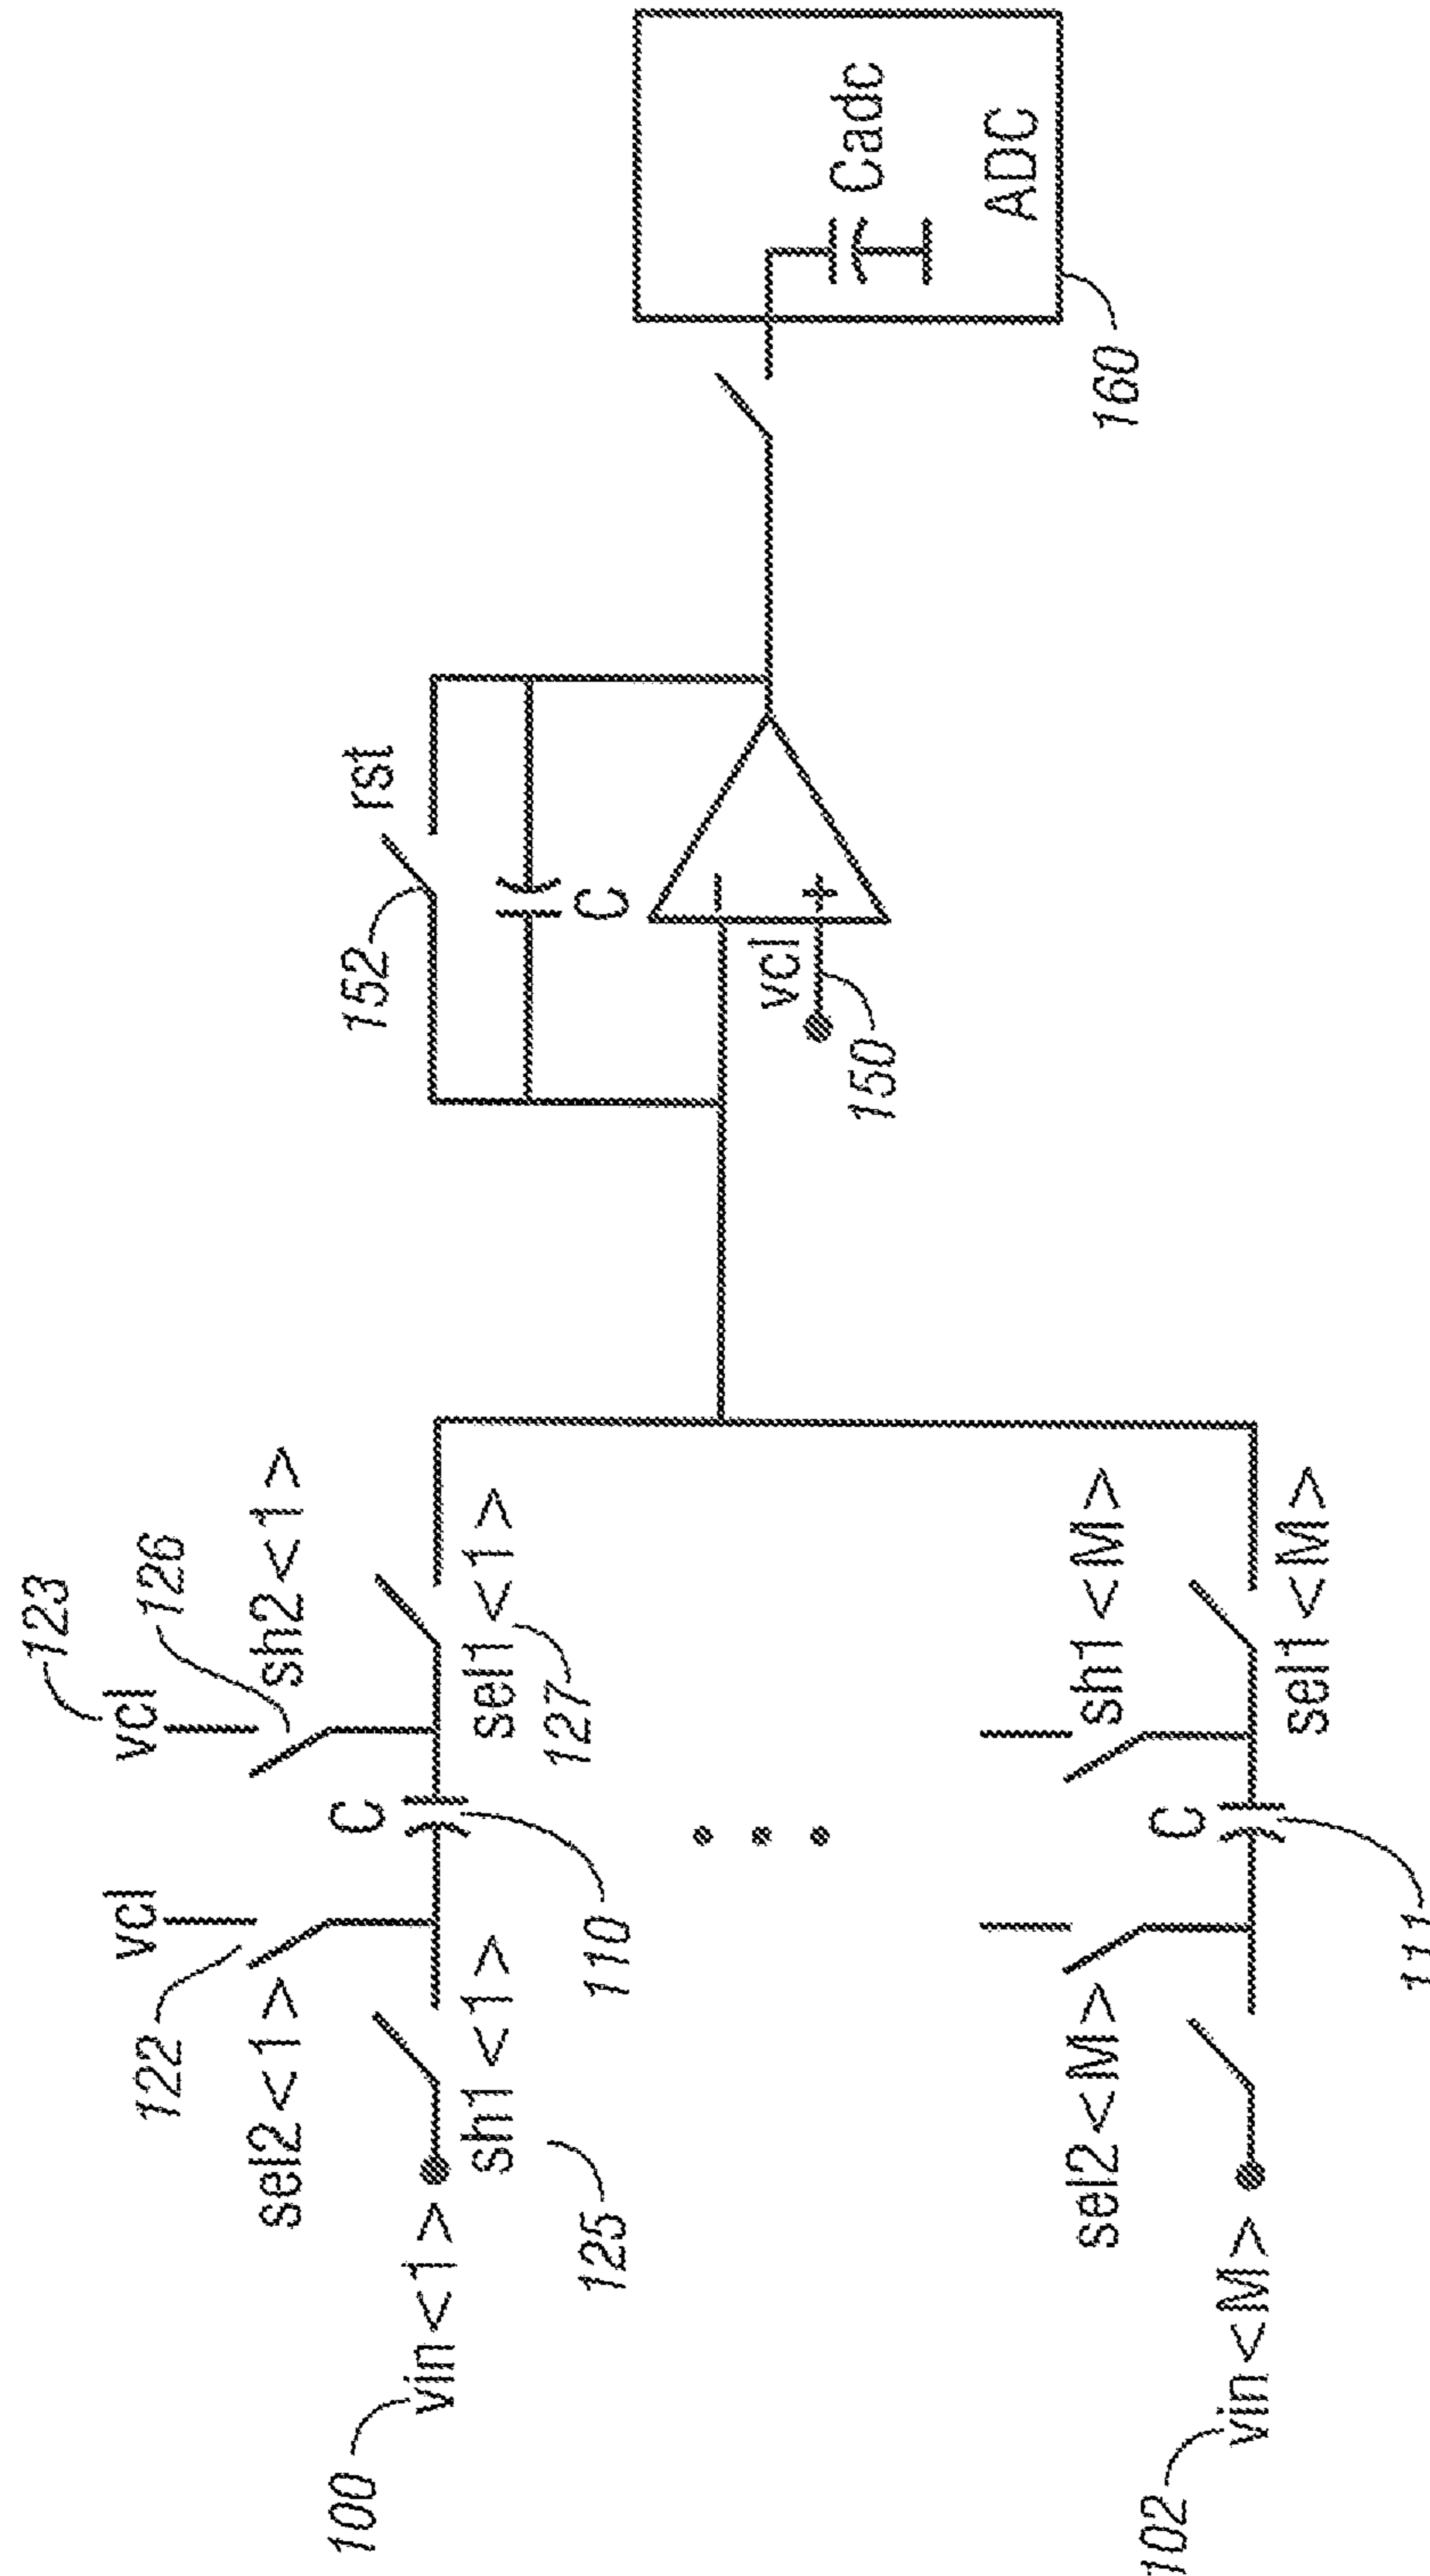 123
vcl
vcl
126
122
sh2<1>
sel2<1>
C
100
vin<1>
sh1<1>
sel1<1>
125
110
127
152
rst
C
vcl
−
+
150
Cadc
ADC
160
sel2<M>
sh1<M>
C
102
vin<M>
sel1<M>
111